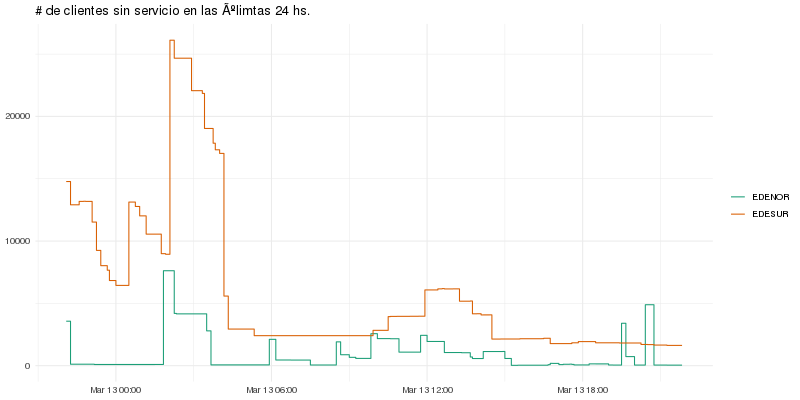 # de clientes sin servicio en las Ãºlimtas 24 hs.
20000
10000
0
Mar 13 00:00
Mar 13 06:00
Mar 13 12:00
Mar 13 18:00
EDENOR
EDESUR